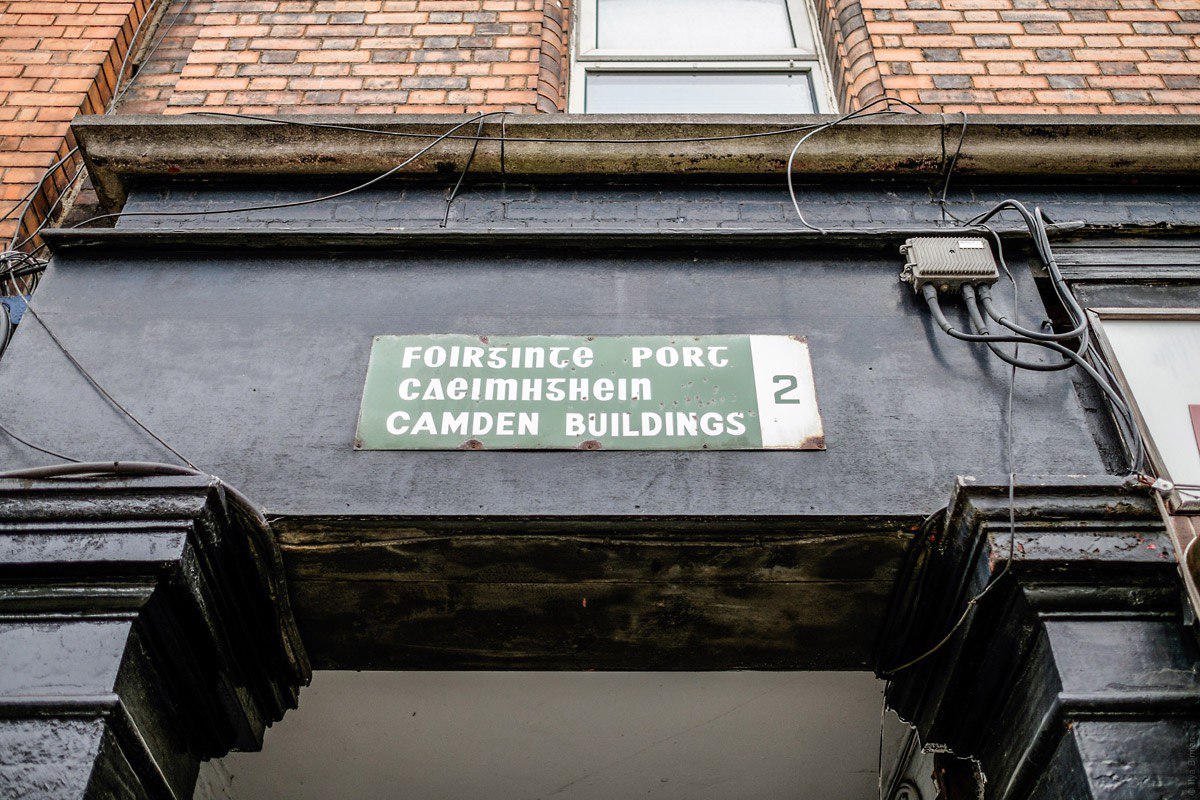 FOIRGINTE PORT
CAEIMHGHEIN
CAMDEN BUILDINGS
2